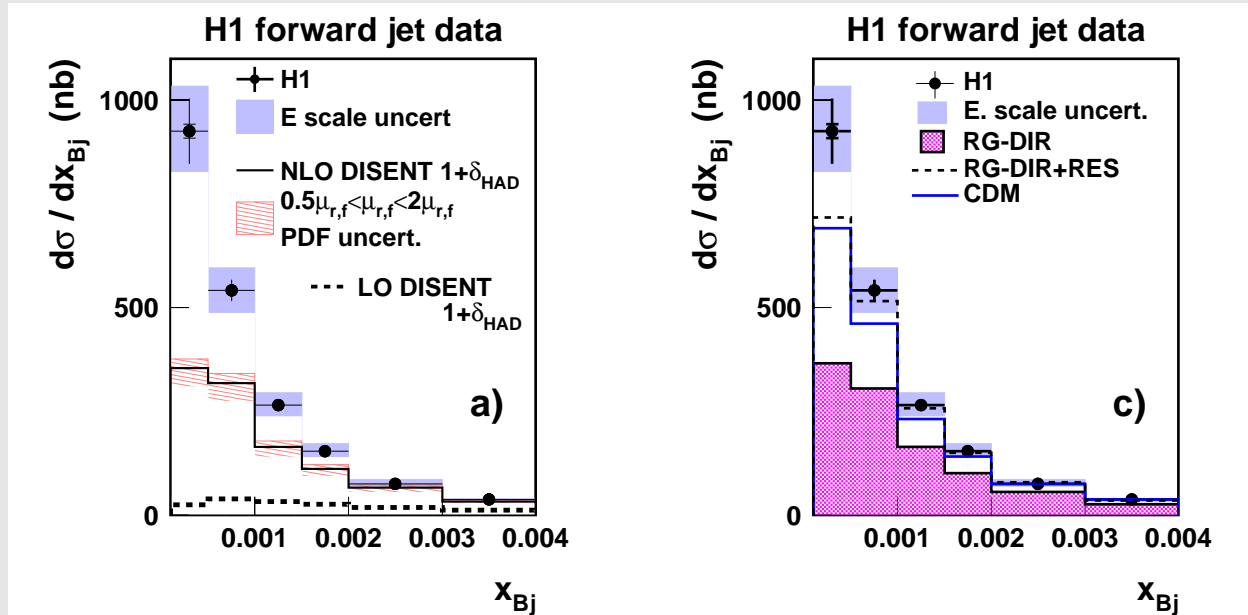 H1 forward jet data
dσ / dx_Bj (nb)
1000
500
0
H1
E scale uncert
NLO DISENT 1+δ_HAD
0.5μ_r,f<μ_r,f<2μ_r,f
PDF uncert.
LO DISENT
1+δ_HAD
a)
0.001 0.002 0.003 0.004
x_Bj
H1 forward jet data
dσ / dx_Bj (nb)
1000
500
0
H1
E. scale uncert.
RG-DIR
RG-DIR+RES
CDM
c)
0.001 0.002 0.003 0.004
x_Bj